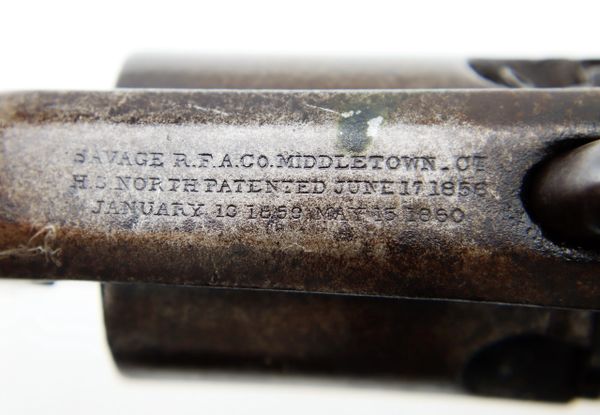 SAVAGE R.F.A.CO. MIDDLETOWN. CT
H.S. NORTH PATENTED JUNE 17 1856
JANUARY 18 1859 MAY 15 1860